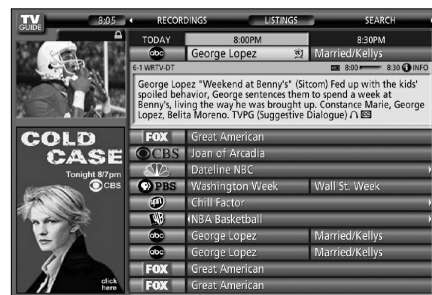 TV
GUIDE
8:05
RECORDINGS
LISTINGS
SEARCH
TODAY
8:00PM
8:30PM
abc
George Lopez
Married/Kellys
6-1 WRTV-DT
8:00
8:30
INFO
George Lopez "Weekend at Benny's" (Sitcom) Fed up with the kids'
spoiled behavior, George sentences them to spend a week at
Benny's, living the way he was brought up. Constance Marie, George
Lopez, Belita Moreno. TVPG (Suggestive Dialogue)
FOX
Great American
CBS
Joan of Arcadia
Dateline NBC
PBS
Washington Week
Wall St. Week
Chill Factor
NBA Basketball
abc
George Lopez
Married/Kellys
abc
George Lopez
Married/Kellys
FOX
Great American
FOX
Great American
COLD
CASE
Tonight 8/7pm
CBS
click
here